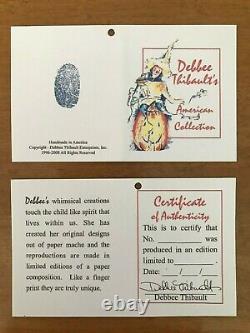 Debbee
Thibault's
American
Collection
Handmade in America
Copyright - Debbee Thibault Enterprises, Inc.
1998-2008 All Rights Reserved
Debbee's whimsical creations
touch the child like spirit that
lives within us. She has
created her original designs
out of paper mache and the
reproductions are made in
limited editions of a paper
composition. Like a finger
print they are truly unique,
Certificate
of Authenticity
This is to certify that
No. was
produced in an edition
limited to .
Date: / /
Debbee Thibault
Debbee Thibault